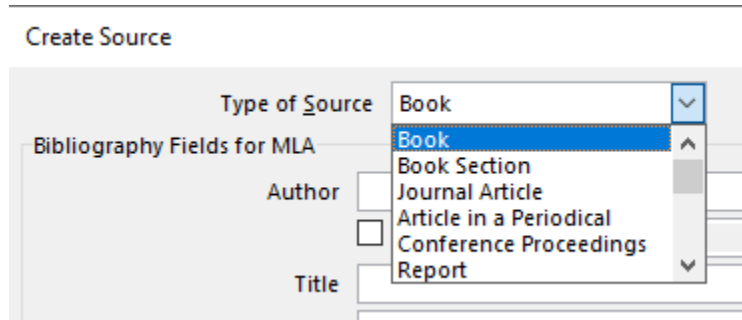 Create Source
Type of Source Book
Bibliography Fields for MLA
Book
Book Section
Author
Journal Article
Article in a Periodical
Conference Proceedings
Title
Report